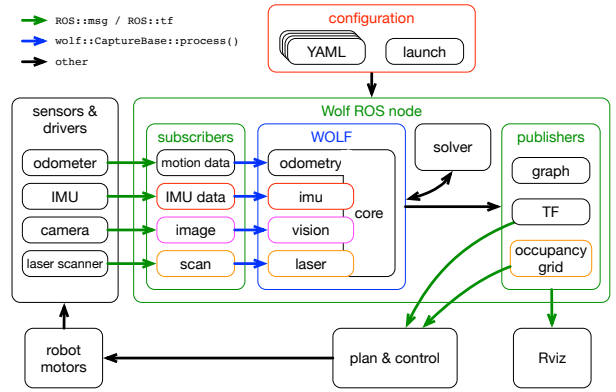 ROS::msg / ROS::tf
wolf::CaptureBase::process()
other
configuration
YAML
launch
sensors &
drivers
odometer
IMU
camera
laser scanner
Wolf ROS node
subscribers
motion data
IMU data
image
scan
WOLF
odometry
imu
vision
laser
core
solver
publishers
graph
TF
occupancy
grid
robot
motors
plan & control
Rviz